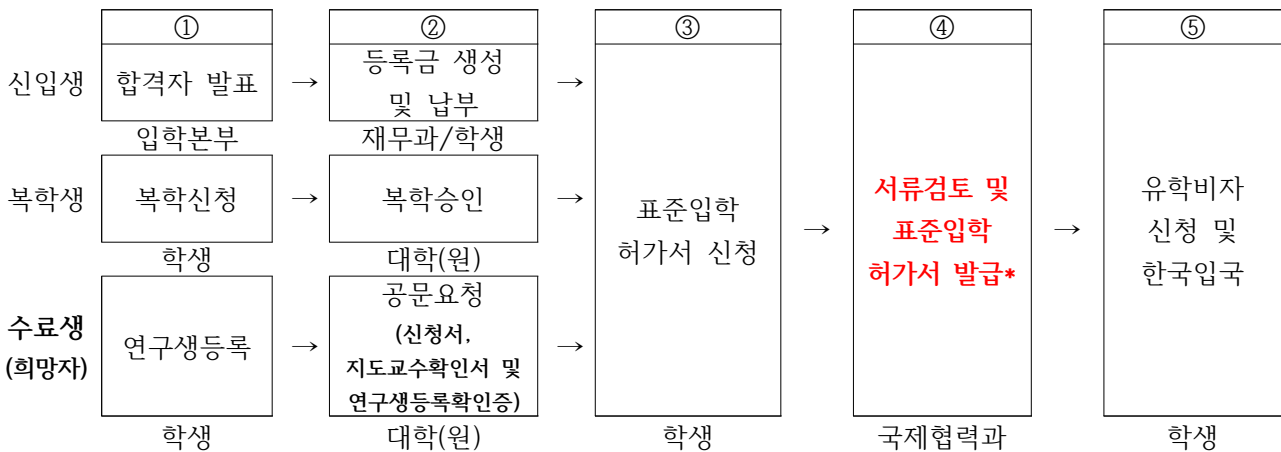 ① ② ③ ④ ⑤
신입생
합격자 발표
→
등록금 생성
및 납부
→
입학본부
재무과/학생
복학생
복학신청
→
복학승인
→
학생
대학(원)
수료생
(희망자)
연구생등록
→
공문요청
(신청서,
지도교수확인서 및
연구생등록확인증)
→
학생
대학(원)
표준입학
허가서 신청
학생
→
서류검토 및
표준입학
허가서 발급*
국제협력과
→
유학비자
신청 및
한국입국
학생